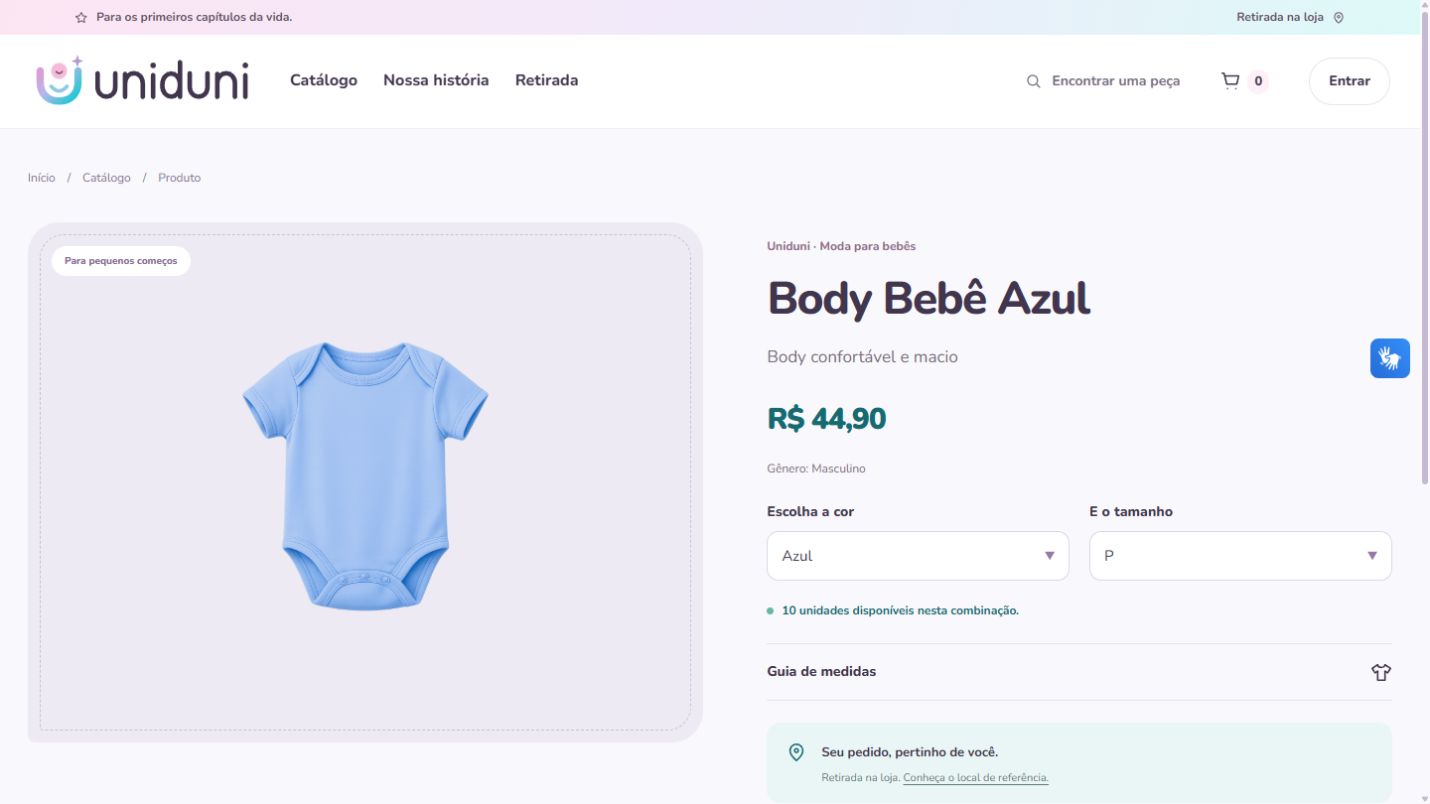 Para os primeiros capítulos da vida.
Retirada na loja
uniduni
Catálogo
Nossa história
Retirada
Encontrar uma peça
0
Entrar
Início / Catálogo / Produto
Para pequenos começos
Uniduni · Moda para bebês
Body Bebê Azul
Body confortável e macio
R$ 44,90
Gênero: Masculino
Escolha a cor
E o tamanho
Azul
P
10 unidades disponíveis nesta combinação.
Guia de medidas
Seu pedido, pertinho de você.
Retirada na loja. Conheça o local de referência.